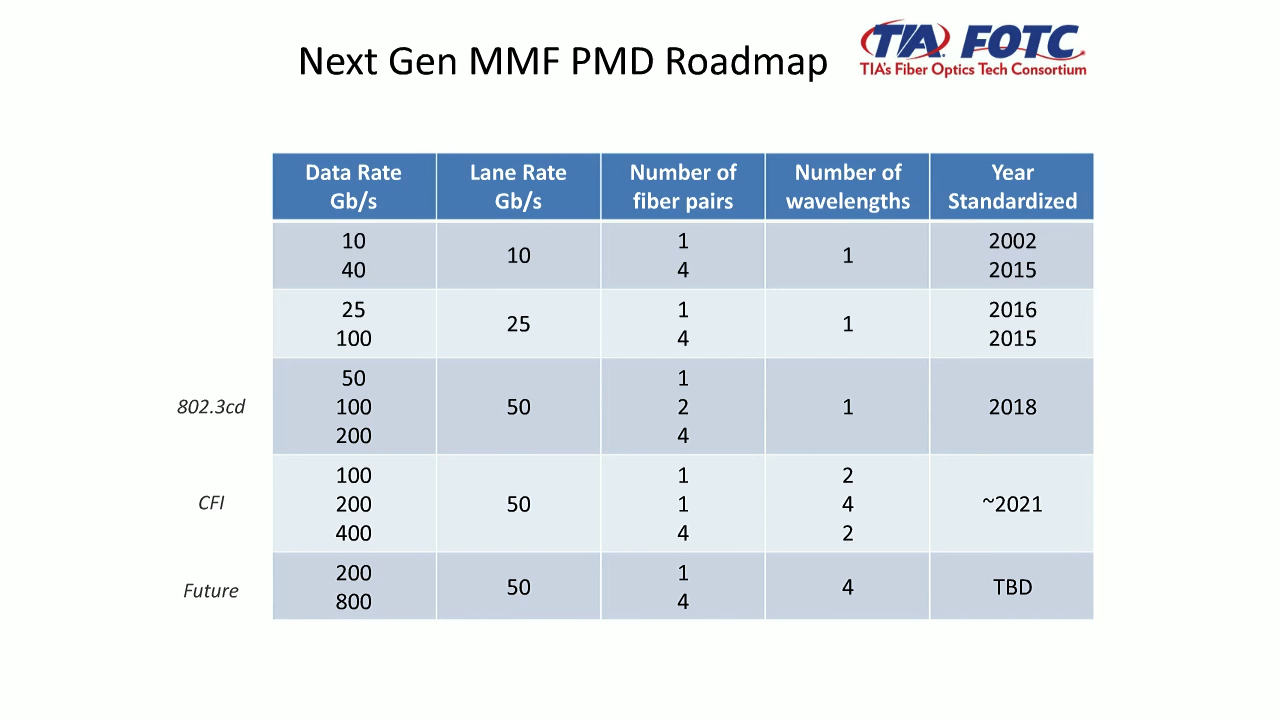 Next Gen MMF PMD Roadmap
TIA FOTC
TIA's Fiber Optics Tech Consortium
Data Rate Gb/s	Lane Rate Gb/s	Number of fiber pairs	Number of wavelengths	Year Standardized
10	10	1	1	2002
40	4	2015
25	25	1	1	2016
100	4	2015
50	1
802.3cd	100	50	2	1	2018
200	4
100	1	2
CFI	200	50	1	4	~2021
400	4	2
200	1
Future	50	4	TBD
800	4